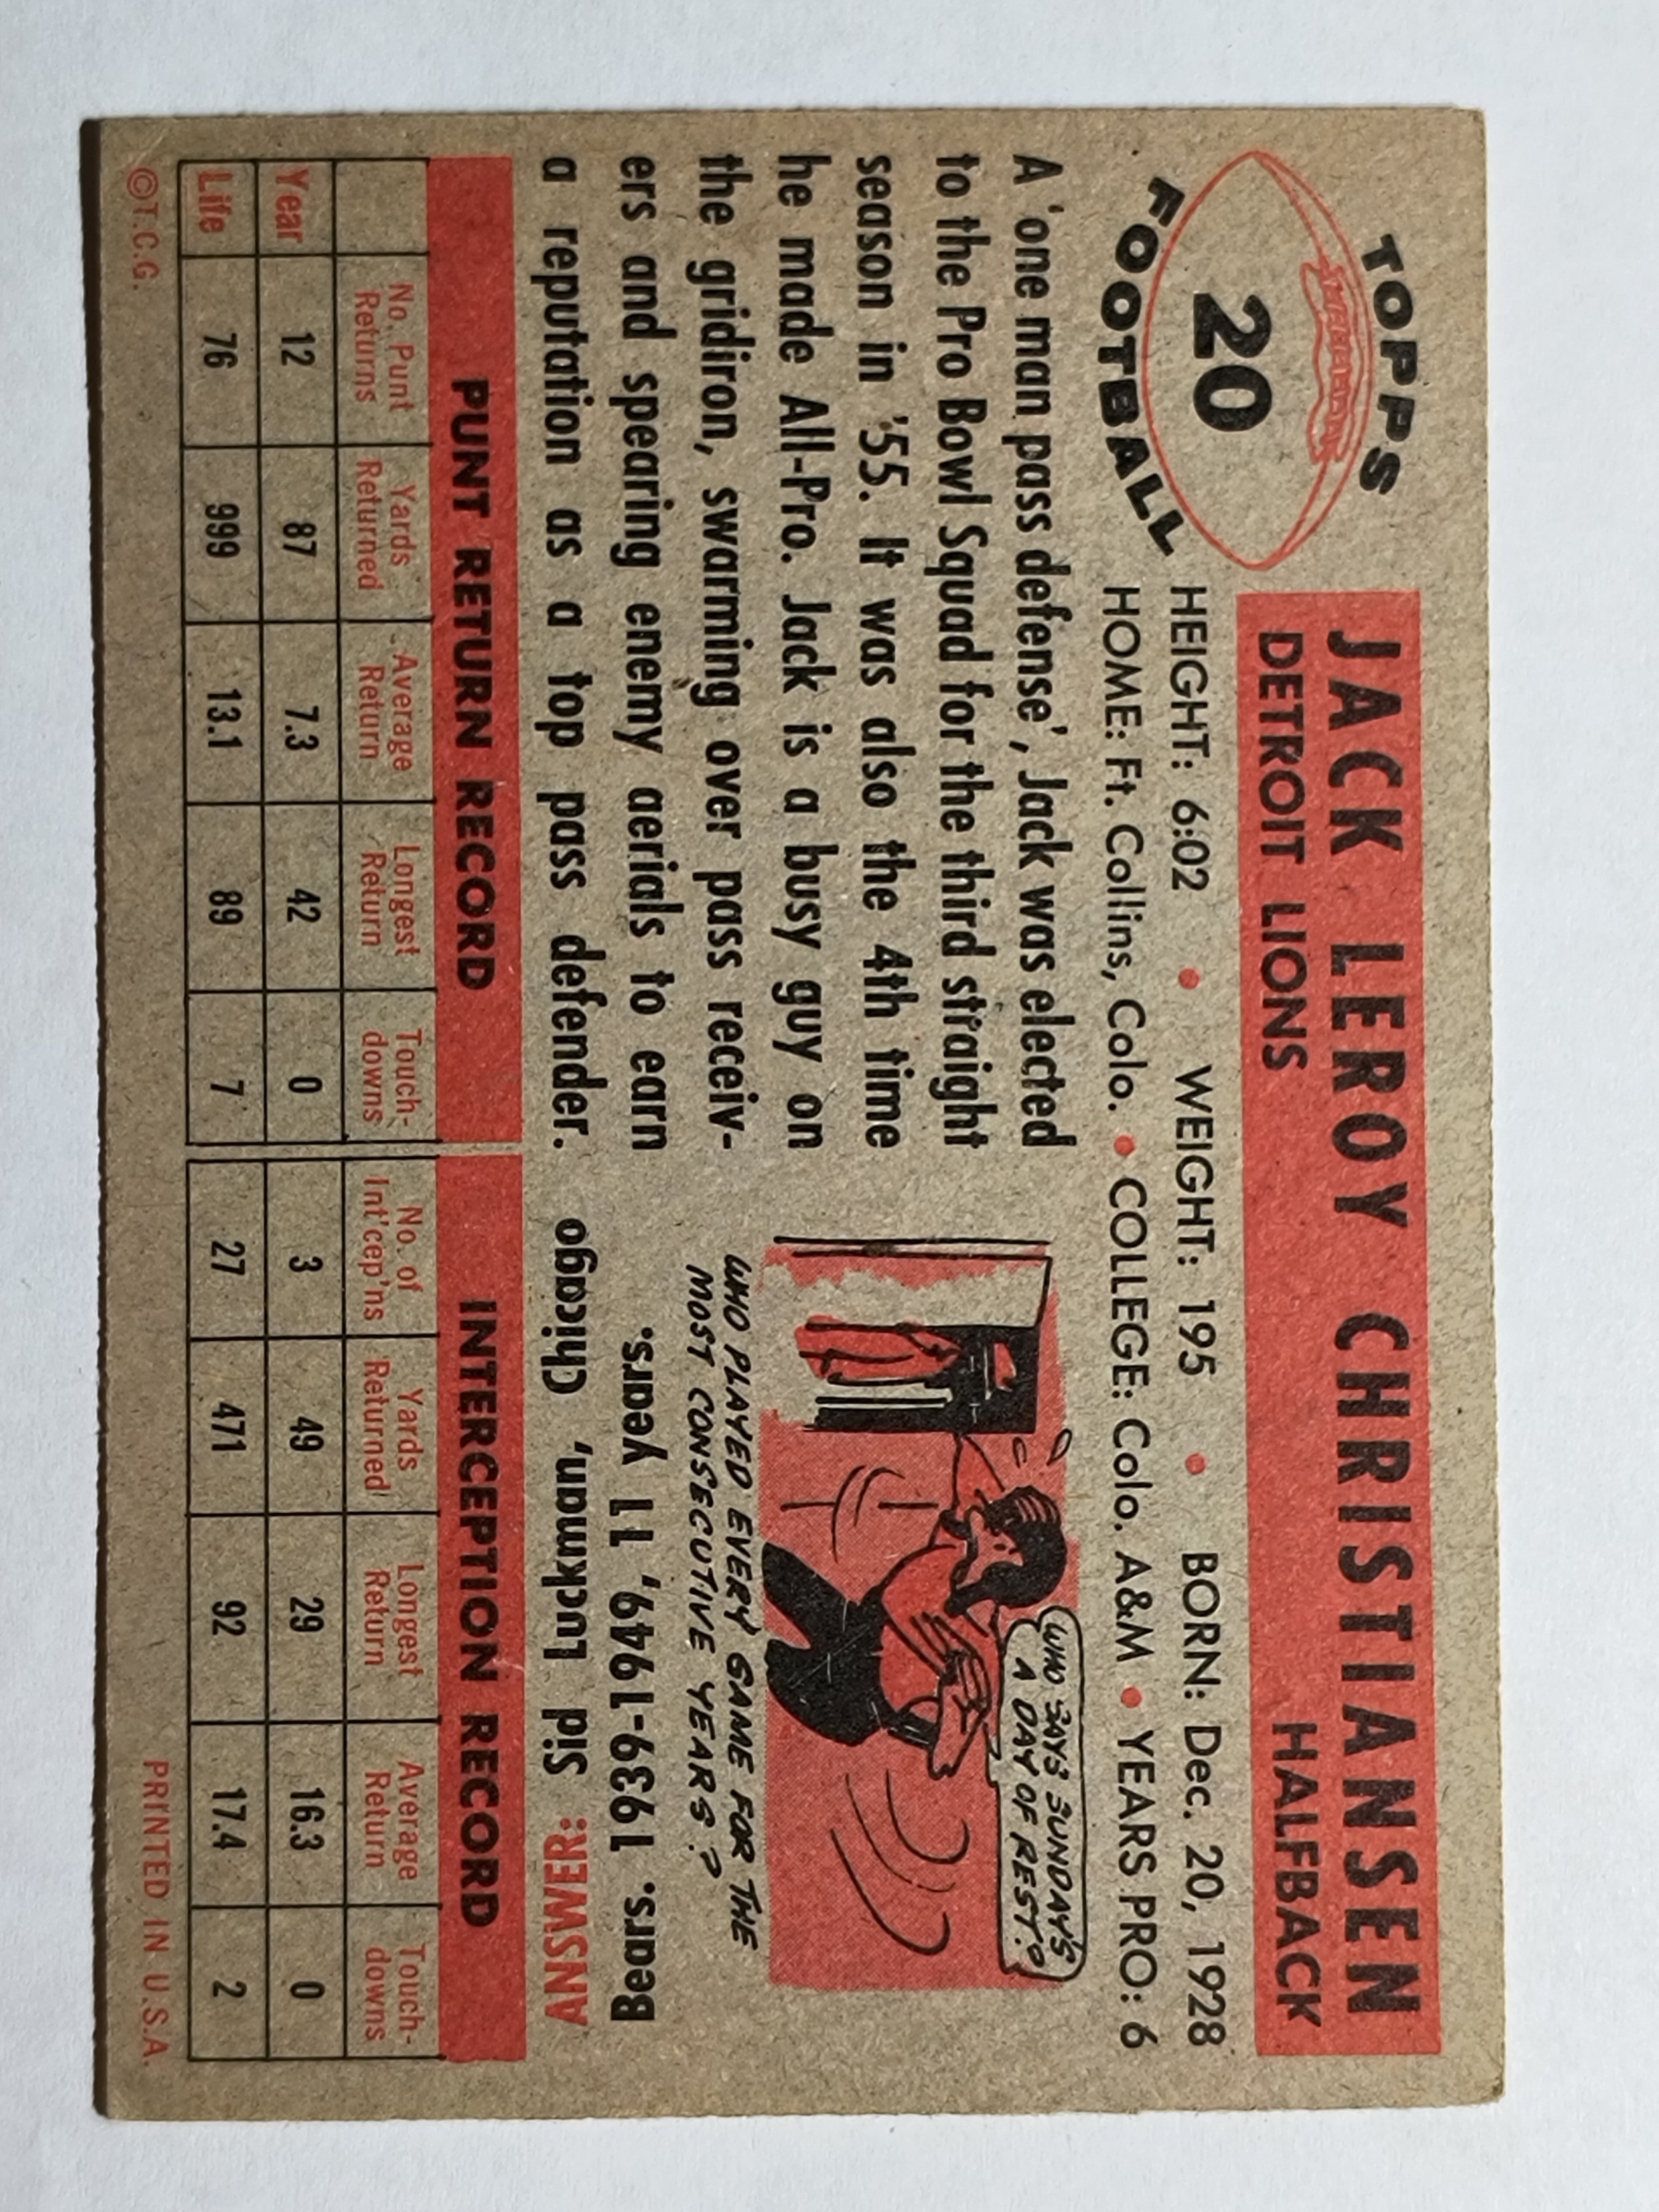 TOPPS
20
FOOTBALL
JACK LEROY CHRISTIANSEN
DETROIT LIONS HALFBACK
HEIGHT: 6:02 • WEIGHT: 195 • BORN: Dec. 20, 1928
HOME: Ft. Collins, Colo. • COLLEGE: Colo. A&M • YEARS PRO: 6
A 'one man pass defense', Jack was elected
to the Pro Bowl Squad for the third straight
season in '55. It was also the 4th time
he made All-Pro. Jack is a busy guy on
the gridiron, swarming over pass receiv-
ers and spearing enemy aerials to earn
a reputation as a top pass defender.
WHO SAYS SUNDAY'S
A DAY OF REST?
WHO PLAYED EVERY GAME FOR THE
MOST CONSECUTIVE YEARS?
ANSWER: Sid Luckman, Chicago
Bears. 1939-1949, 11 years.
PUNT RETURN RECORD
No. Punt Returns Yards Returned Average Return Longest Return Touch-downs
Year 12 87 7.3 42 0
Life 76 999 13.1 89 7
INTERCEPTION RECORD
No. of Int'cep'ns Yards Returned Longest Return Average Return Touch-downs
3 49 29 16.3 0
27 471 92 17.4 2
©T.C.G. PRINTED IN U.S.A.